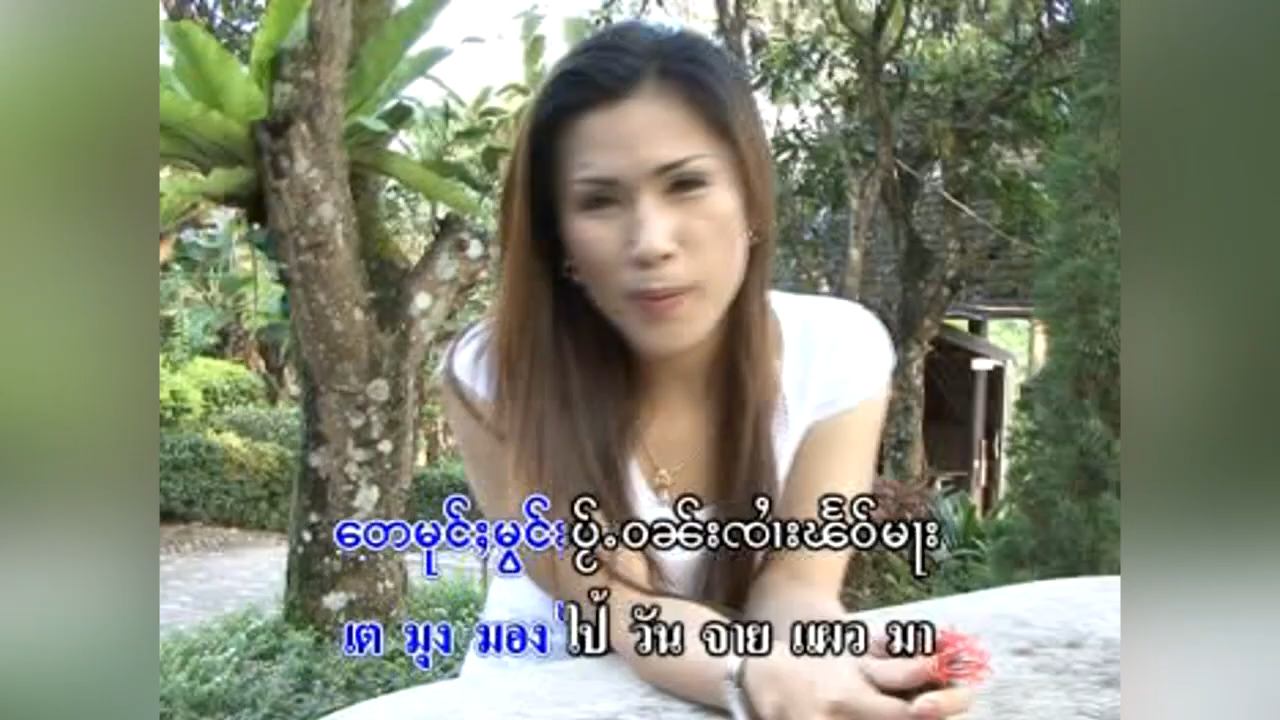 တေမုင်ႈမွင်းပွႆႉဝၼ်းၸၢႆးၽႅဝ်မႃး
เต มุง มอง ไป้ วัน จาย แผว มา